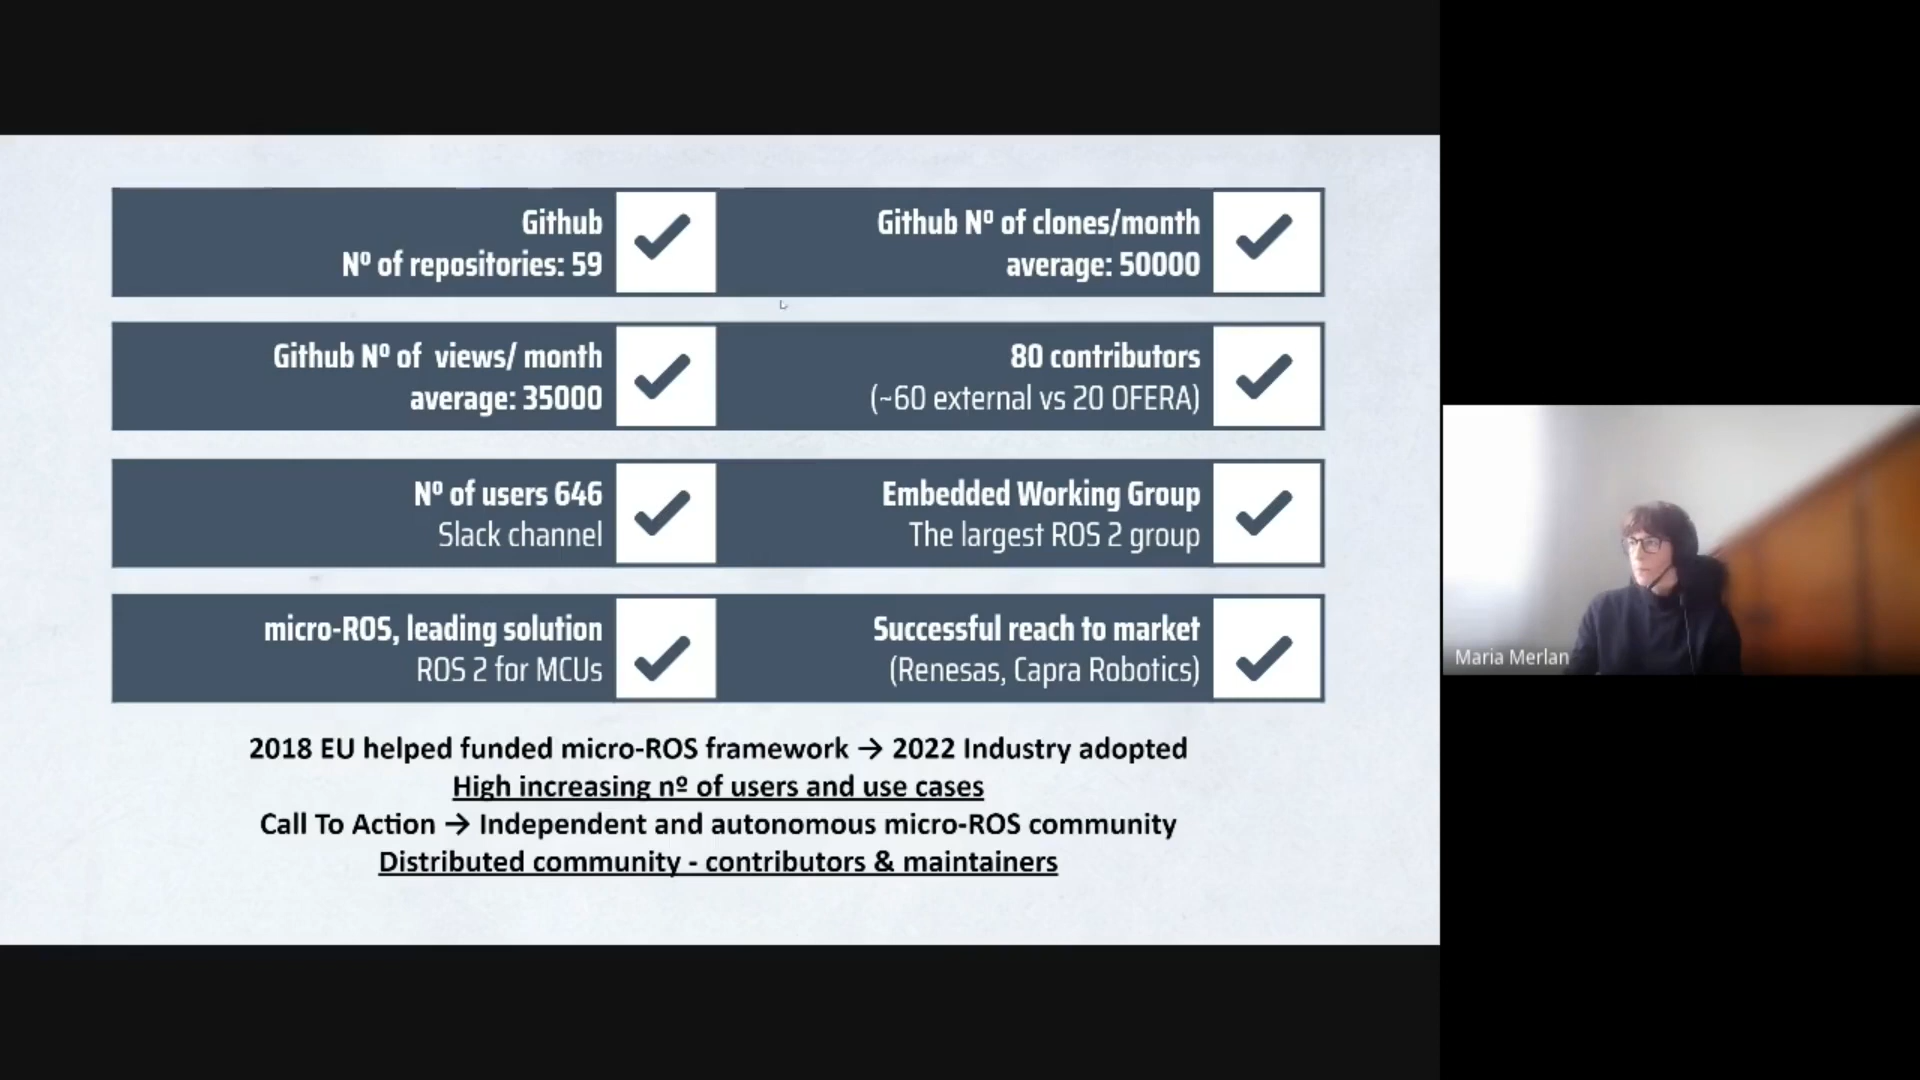 Github
Nº of repositories: 59
Github Nº of clones/month
average: 50000
Github Nº of views/ month
average: 35000
80 contributors
(~60 external vs 20 OFERA)
Nº of users 646
Slack channel
Embedded Working Group
The largest ROS 2 group
micro-ROS, leading solution
ROS 2 for MCUs
Successful reach to market
(Renesas, Capra Robotics)
2018 EU helped funded micro-ROS framework → 2022 Industry adopted
High increasing nº of users and use cases
Call To Action → Independent and autonomous micro-ROS community
Distributed community - contributors & maintainers
Maria Merlan